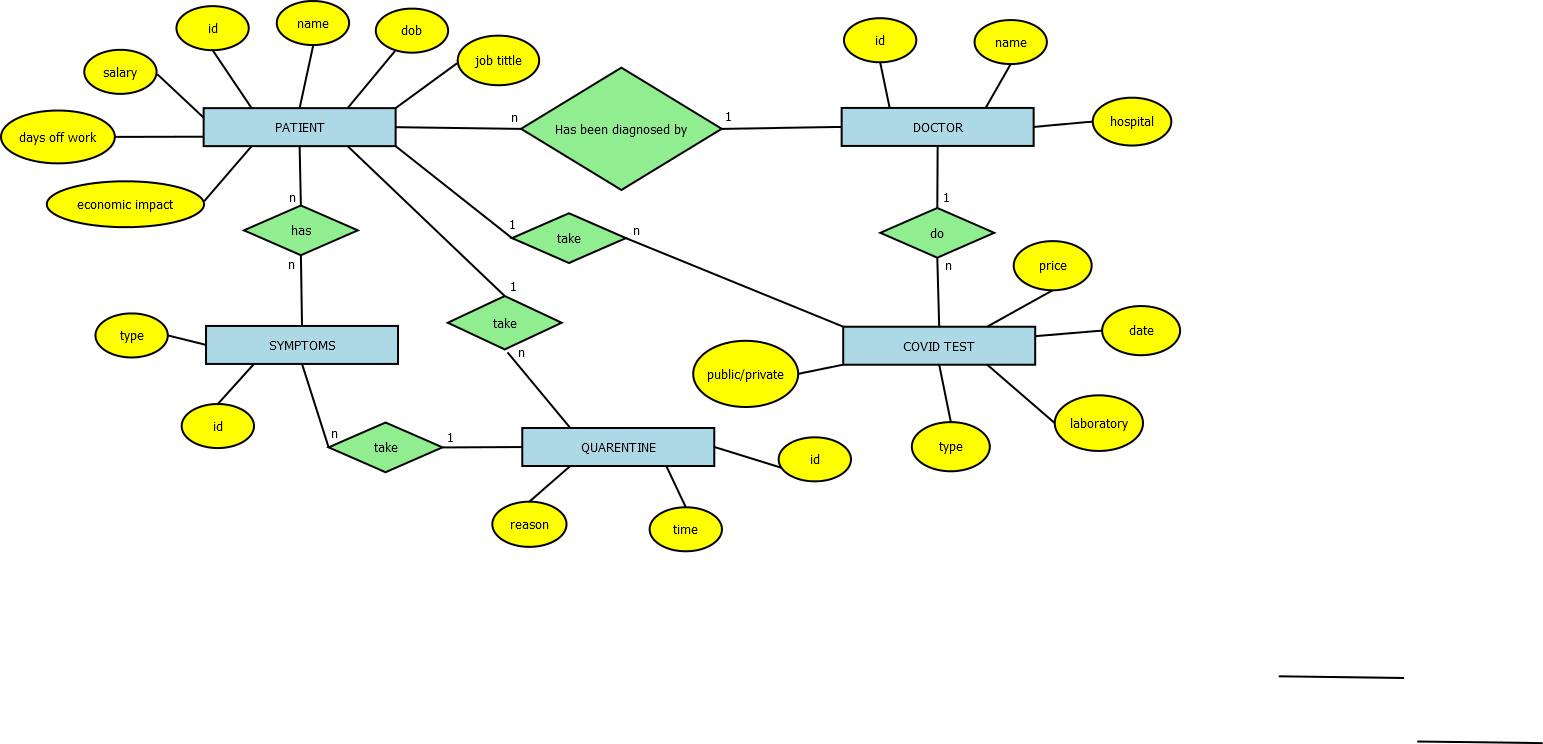 id
name
dob
job tittle
salary
days off work
economic impact
PATIENT
n
Has been diagnosed by
1
DOCTOR
id
name
hospital
n
has
n
1
take
n
1
do
n
price
date
1
take
n
type
SYMPTOMS
id
public/private
COVID TEST
laboratory
type
n
take
1
QUARENTINE
id
reason
time